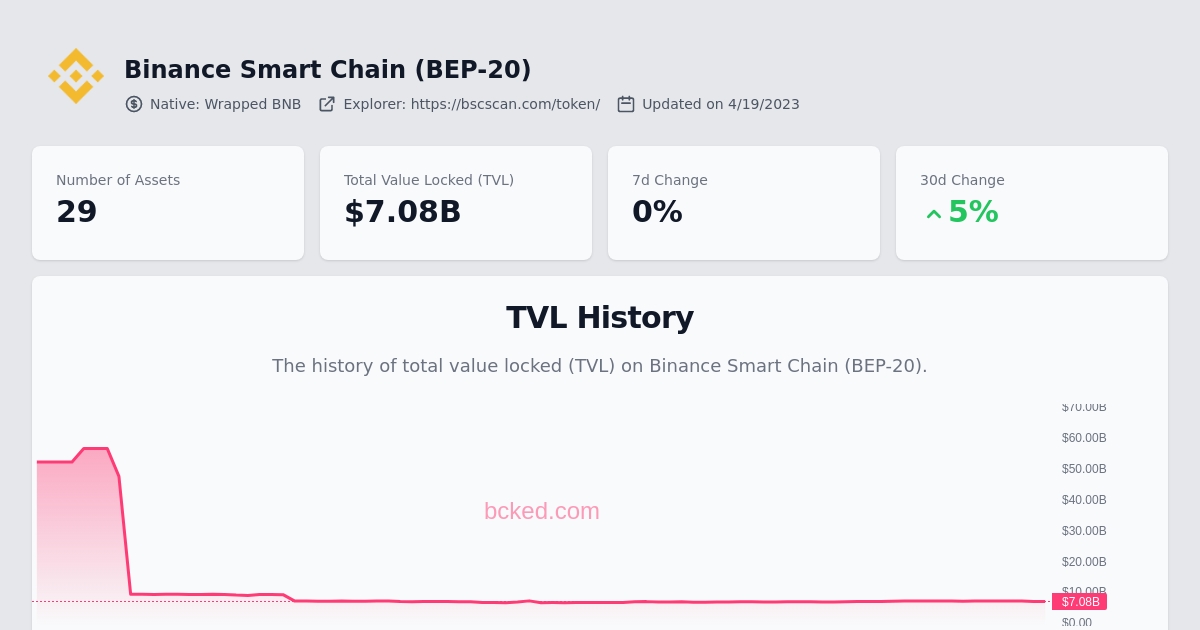 Binance Smart Chain (BEP-20)
Native: Wrapped BNB Explorer: https://bscscan.com/token/ Updated on 4/19/2023
Number of Assets
29
Total Value Locked (TVL)
$7.08B
7d Change
0%
30d Change
5%
TVL History
The history of total value locked (TVL) on Binance Smart Chain (BEP-20).
$70.00B
$60.00B
$50.00B
$40.00B
$30.00B
$20.00B
$10.00B
$7.08B
$0.00
bcked.com